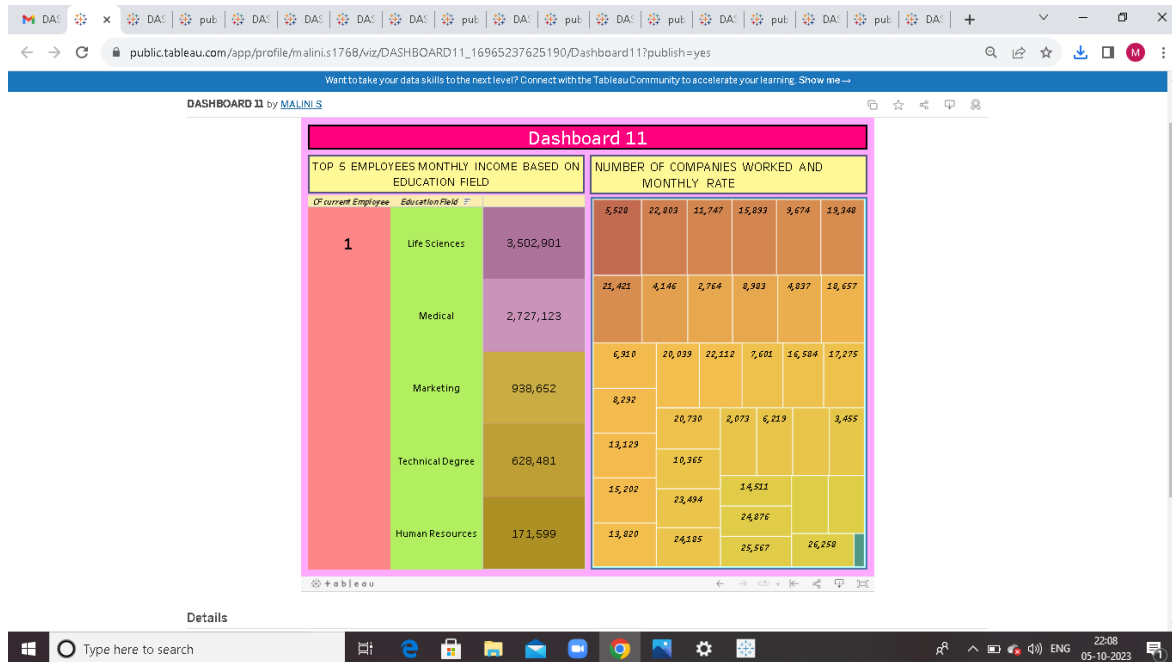 DAS
DAS
pub
DAS
DAS
DAS
DAS
pub
DAS
pub
DAS
pub
DAS
pub
DAS
pub
DAS
public.tableau.com/app/profile/malini.s1768/viz/DASHBOARD11_16965237625190/Dashboard11?publish=yes
M
Want to take your data skills to the next level? Connect with the Tableau Community to accelerate your learning. Show me→
DASHBOARD 11 by MALINI S
Dashboard 11
TOP 5 EMPLOYEES MONTHLY INCOME BASED ON
EDUCATION FIELD
CF current Employee Education Field
1
Life Sciences 3,502,901
Medical 2,727,123
Marketing 938,652
Technical Degree 628,481
Human Resources 171,599
NUMBER OF COMPANIES WORKED AND
MONTHLY RATE
5,528 22,803 11,747 15,893 9,674 19,348
21,421 4,146 2,764 8,983 4,837 18,657
6,910 20,039 22,112 7,601 16,584 17,275
8,292
20,730 2,073 6,219 3,455
13,129
10,365
15,202 14,511
23,494
24,876
13,820 24,185 25,567 26,258
+ a b l e a u
Details
Type here to search
ENG
22:08
05-10-2023
1